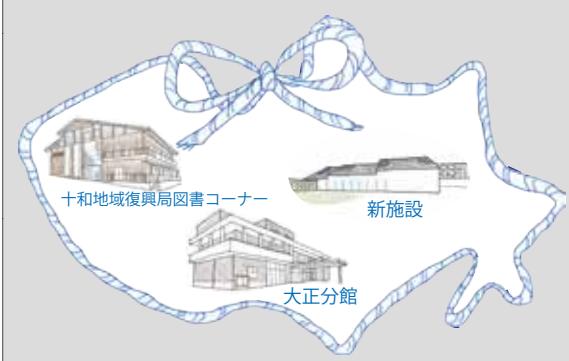 十和地域復興局図書コーナー
新施設
大正分館